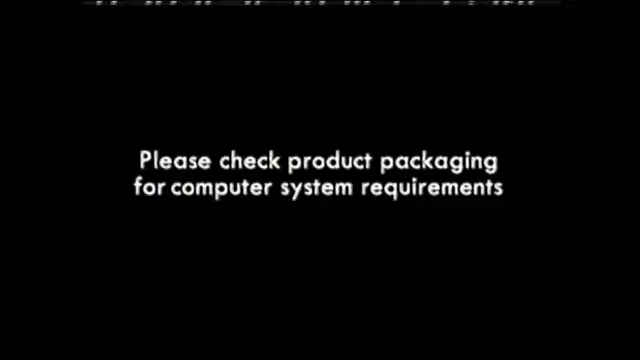 Please check product packaging
for computer system requirements